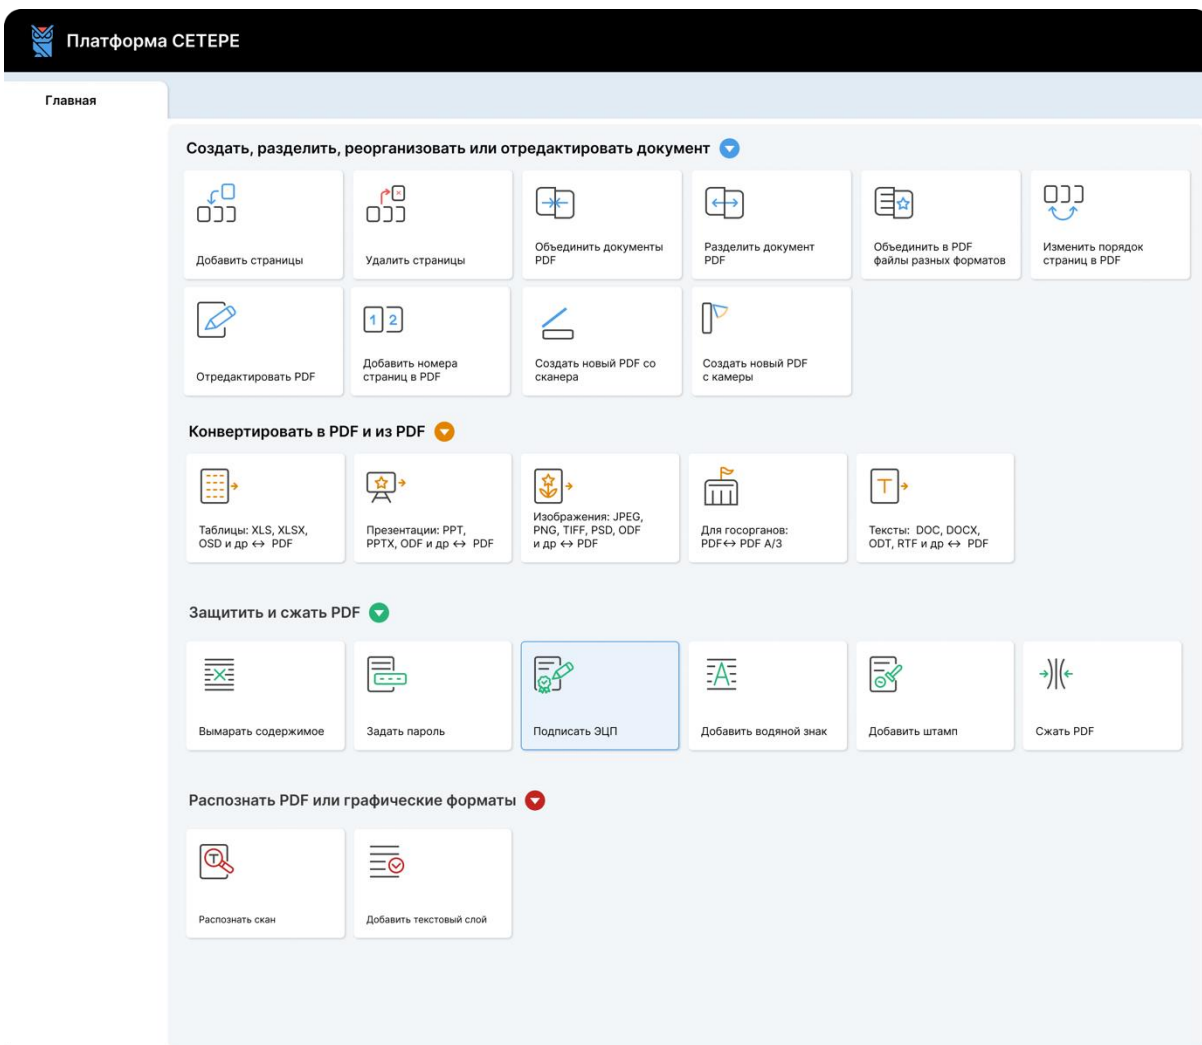 Платформа СЕТЕРЕ
Главная
Создать, разделить, реорганизовать или отредактировать документ
Добавить страницы
Удалить страницы
Объединить документы
PDF
Разделить документ
PDF
Объединить в PDF
файлы разных форматов
Изменить порядок
страниц в PDF
Отредактировать PDF
1 2
Добавить номера
страниц в PDF
Создать новый PDF со
сканера
Создать новый PDF
с камеры
Конвертировать в PDF и из PDF
Таблицы: XLS, XLSX,
OSD и др ↔ PDF
Презентации: PPT,
PPTX, ODF и др ↔ PDF
Изображения: JPEG,
PNG, TIFF, PSD, ODF
и др ↔ PDF
Для госорганов:
PDF↔ PDF A/3
T
Тексты: DOC, DOCX,
ODT, RTF и др ↔ PDF
Защитить и сжать PDF
Вымарать содержимое
Задать пароль
Подписать ЭЦП
A
Добавить водяной знак
Добавить штамп
Сжать PDF
Распознать PDF или графические форматы
T
Распознать скан
Добавить текстовый слой